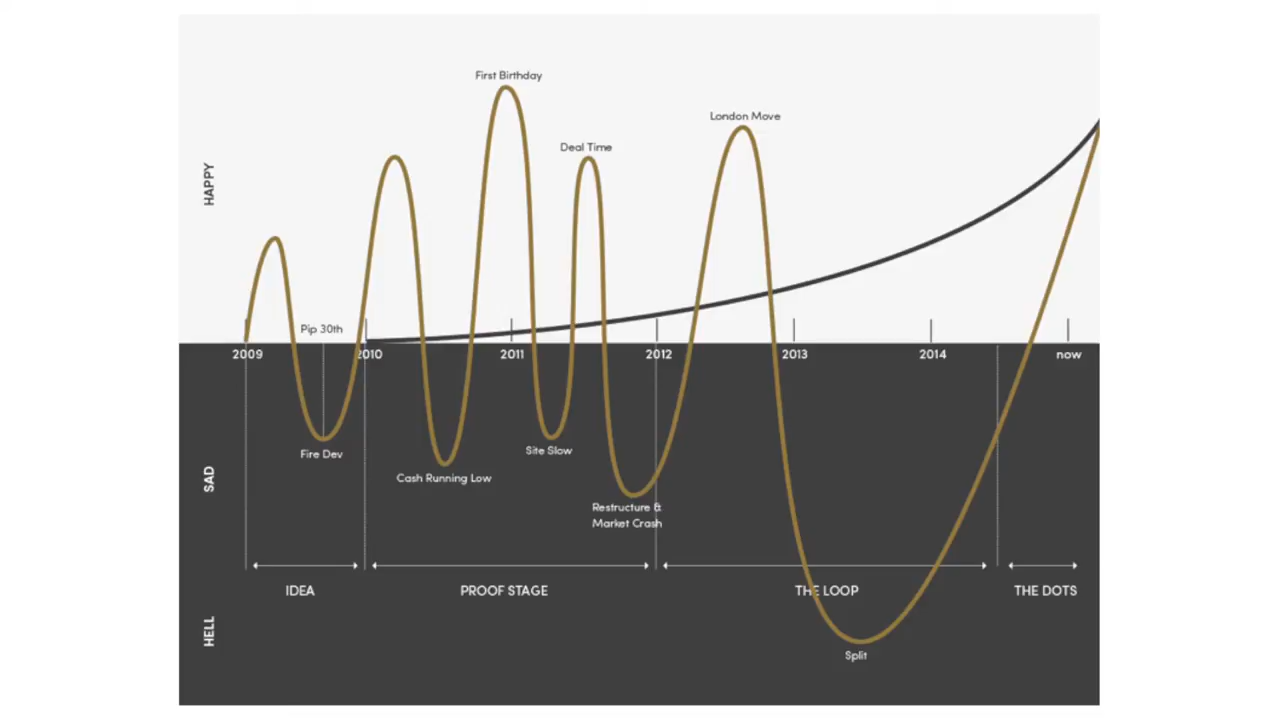 First Birthday
London Move
Deal Time
HAPPY
Pip 30th
2009
2010
2011
2012
2013
2014
now
Fire Dev
Site Slow
SAD
Cash Running Low
Restructure &
Market Crash
IDEA
PROOF STAGE
THE LOOP
THE DOTS
HELL
Split